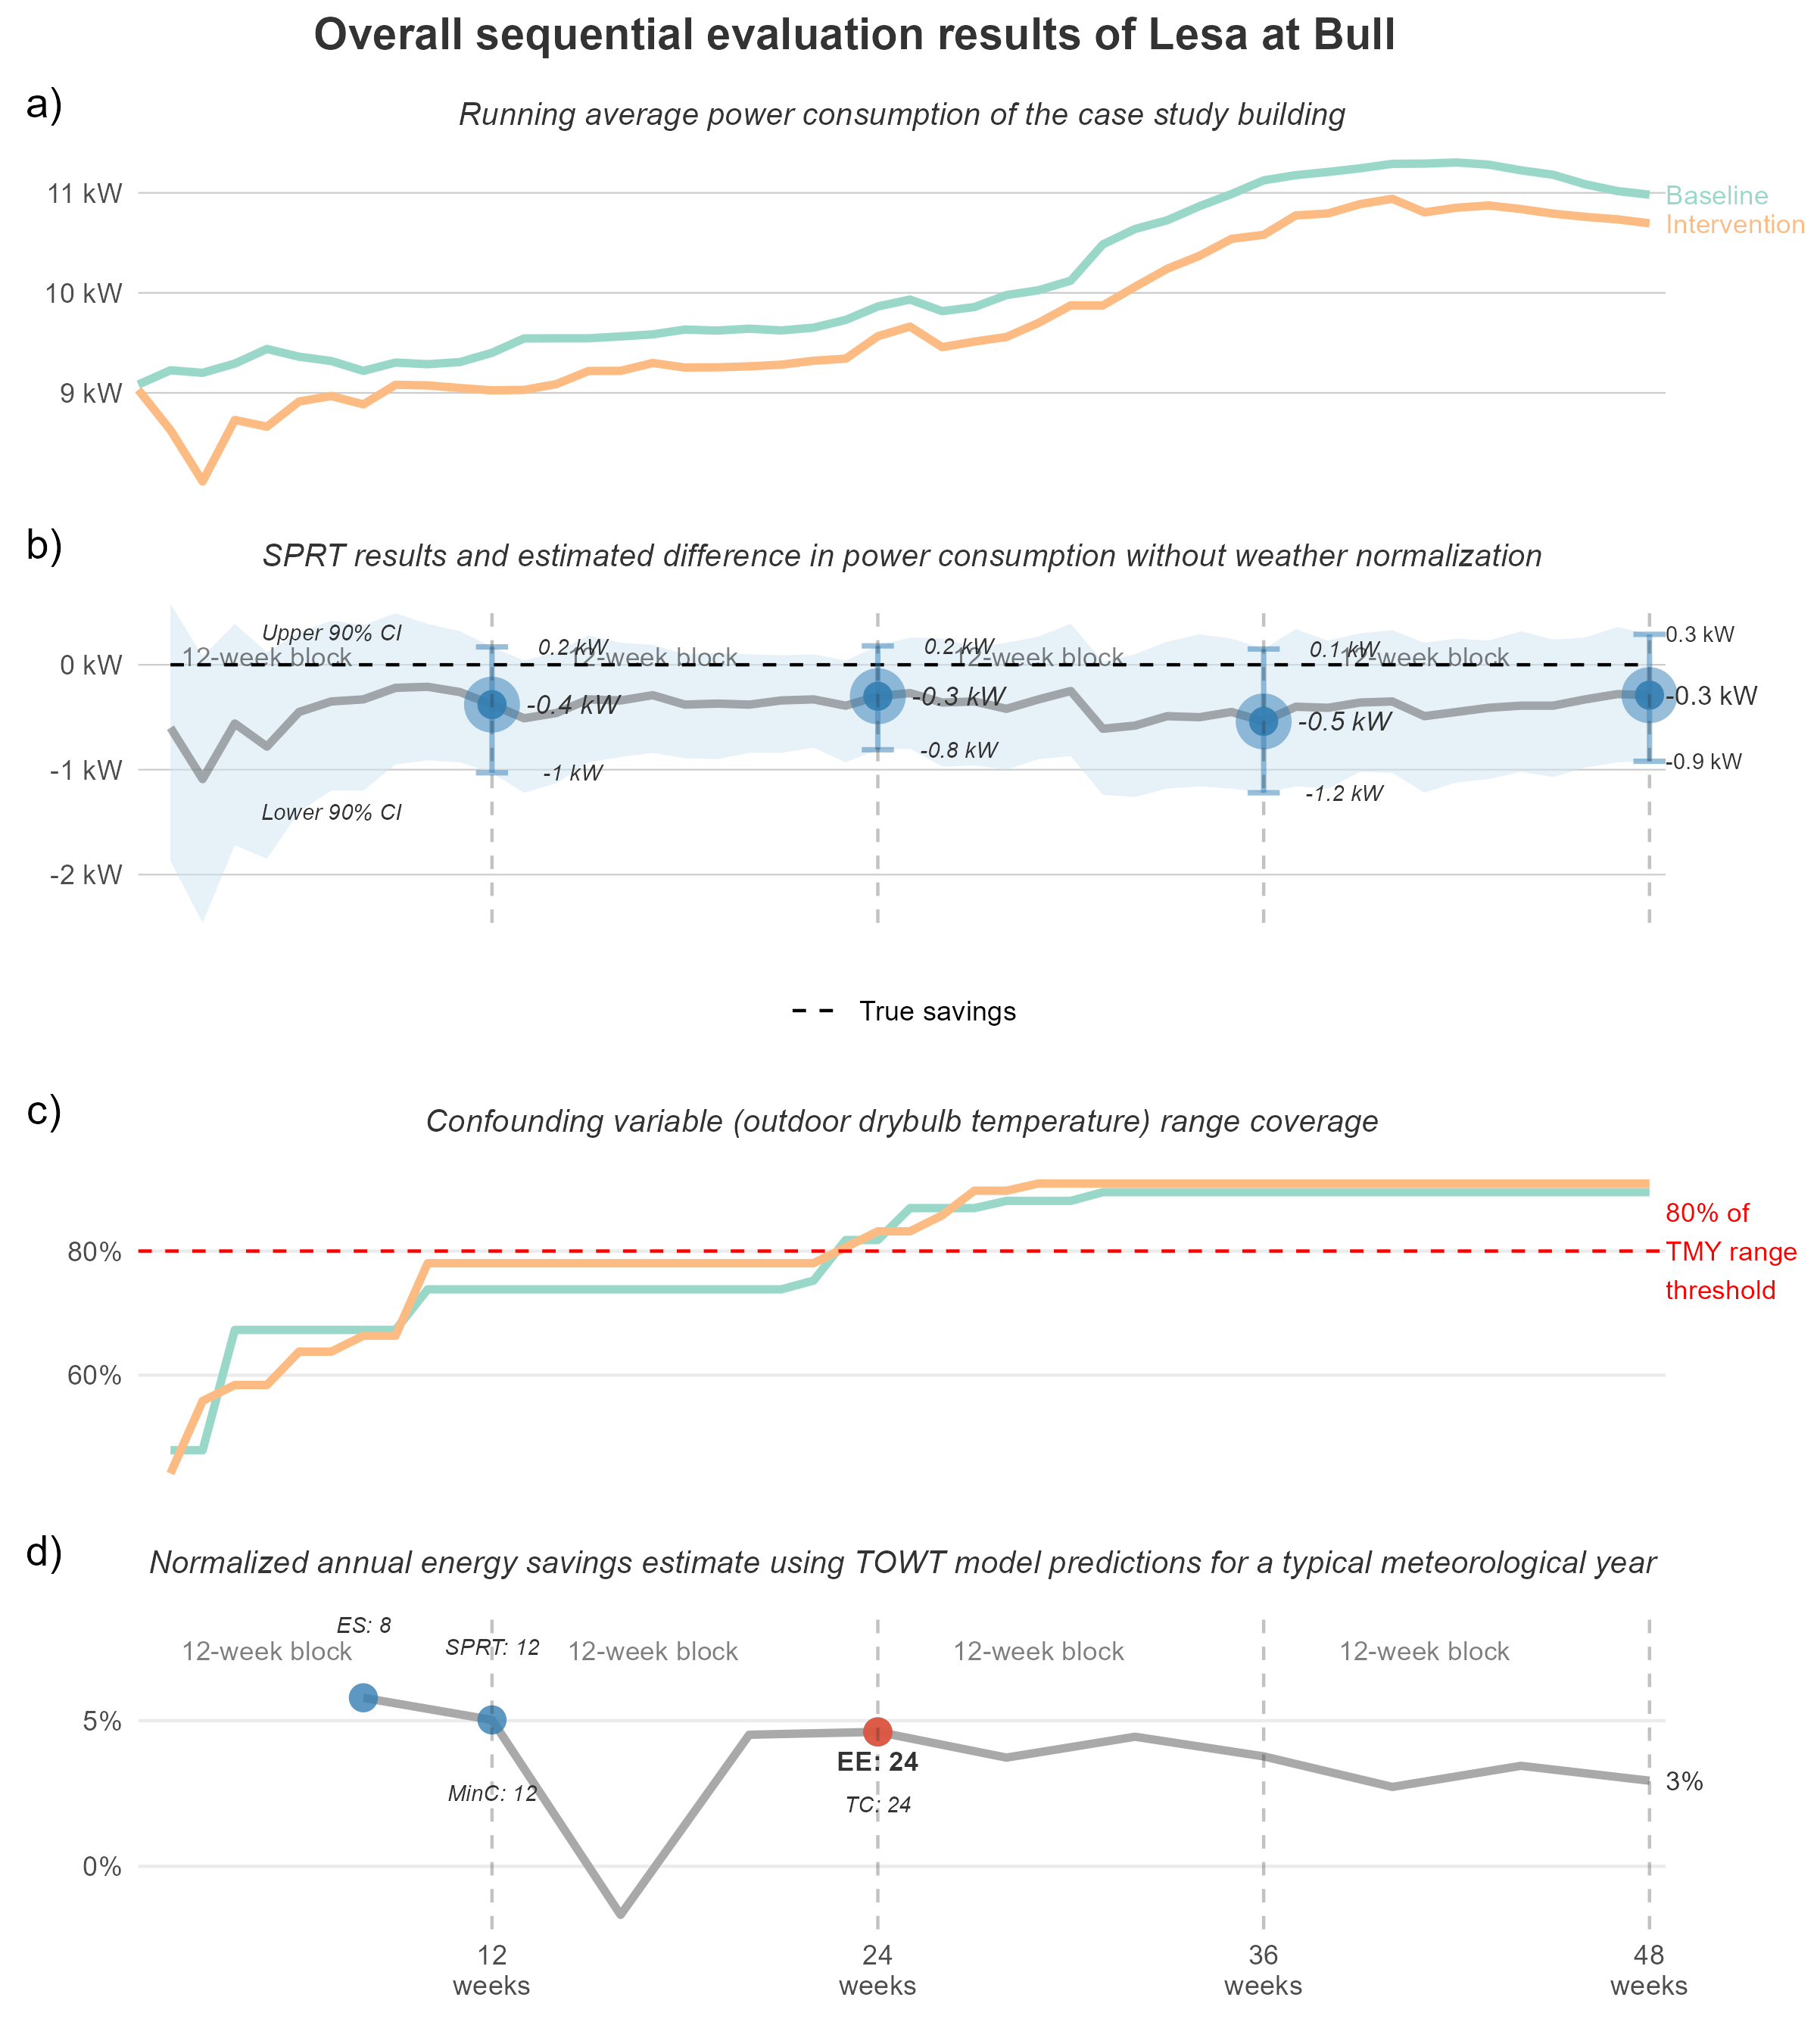 Overall sequential evaluation results of Lesa at Bull
a)
Running average power consumption of the case study building
11 kW
10 kW
9 kW
Baseline
Intervention
b)
SPRT results and estimated difference in power consumption without weather normalization
0 kW
-1 kW
-2 kW
Upper 90% CI
Lower 90% CI
12-week block
12-week block
12-week block
12-week block
0.2 kW
-0.4 kW
-1 kW
0.2 kW
-0.3 kW
-0.8 kW
0.1 kW
-0.5 kW
-1.2 kW
0.3 kW
-0.3 kW
-0.9 kW
True savings
c)
Confounding variable (outdoor drybulb temperature) range coverage
80%
60%
80% of
TMY range
threshold
d)
Normalized annual energy savings estimate using TOWT model predictions for a typical meteorological year
12-week block
12-week block
12-week block
12-week block
ES: 8
SPRT: 12
MinC: 12
EE: 24
TC: 24
5%
0%
3%
12
weeks
24
weeks
36
weeks
48
weeks